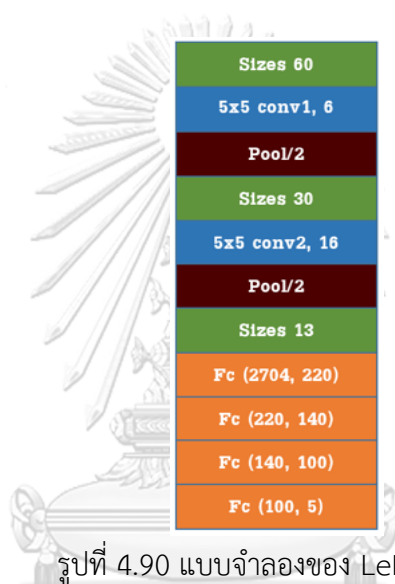 Sizes 60
5x5 conv1, 6
Pool/2
Sizes 30
5x5 conv2, 16
Pool/2
Sizes 13
Fc (2704, 220)
Fc (220, 140)
Fc (140, 100)
Fc (100, 5)
รูปที่ 4.90 แบบจำลองของ